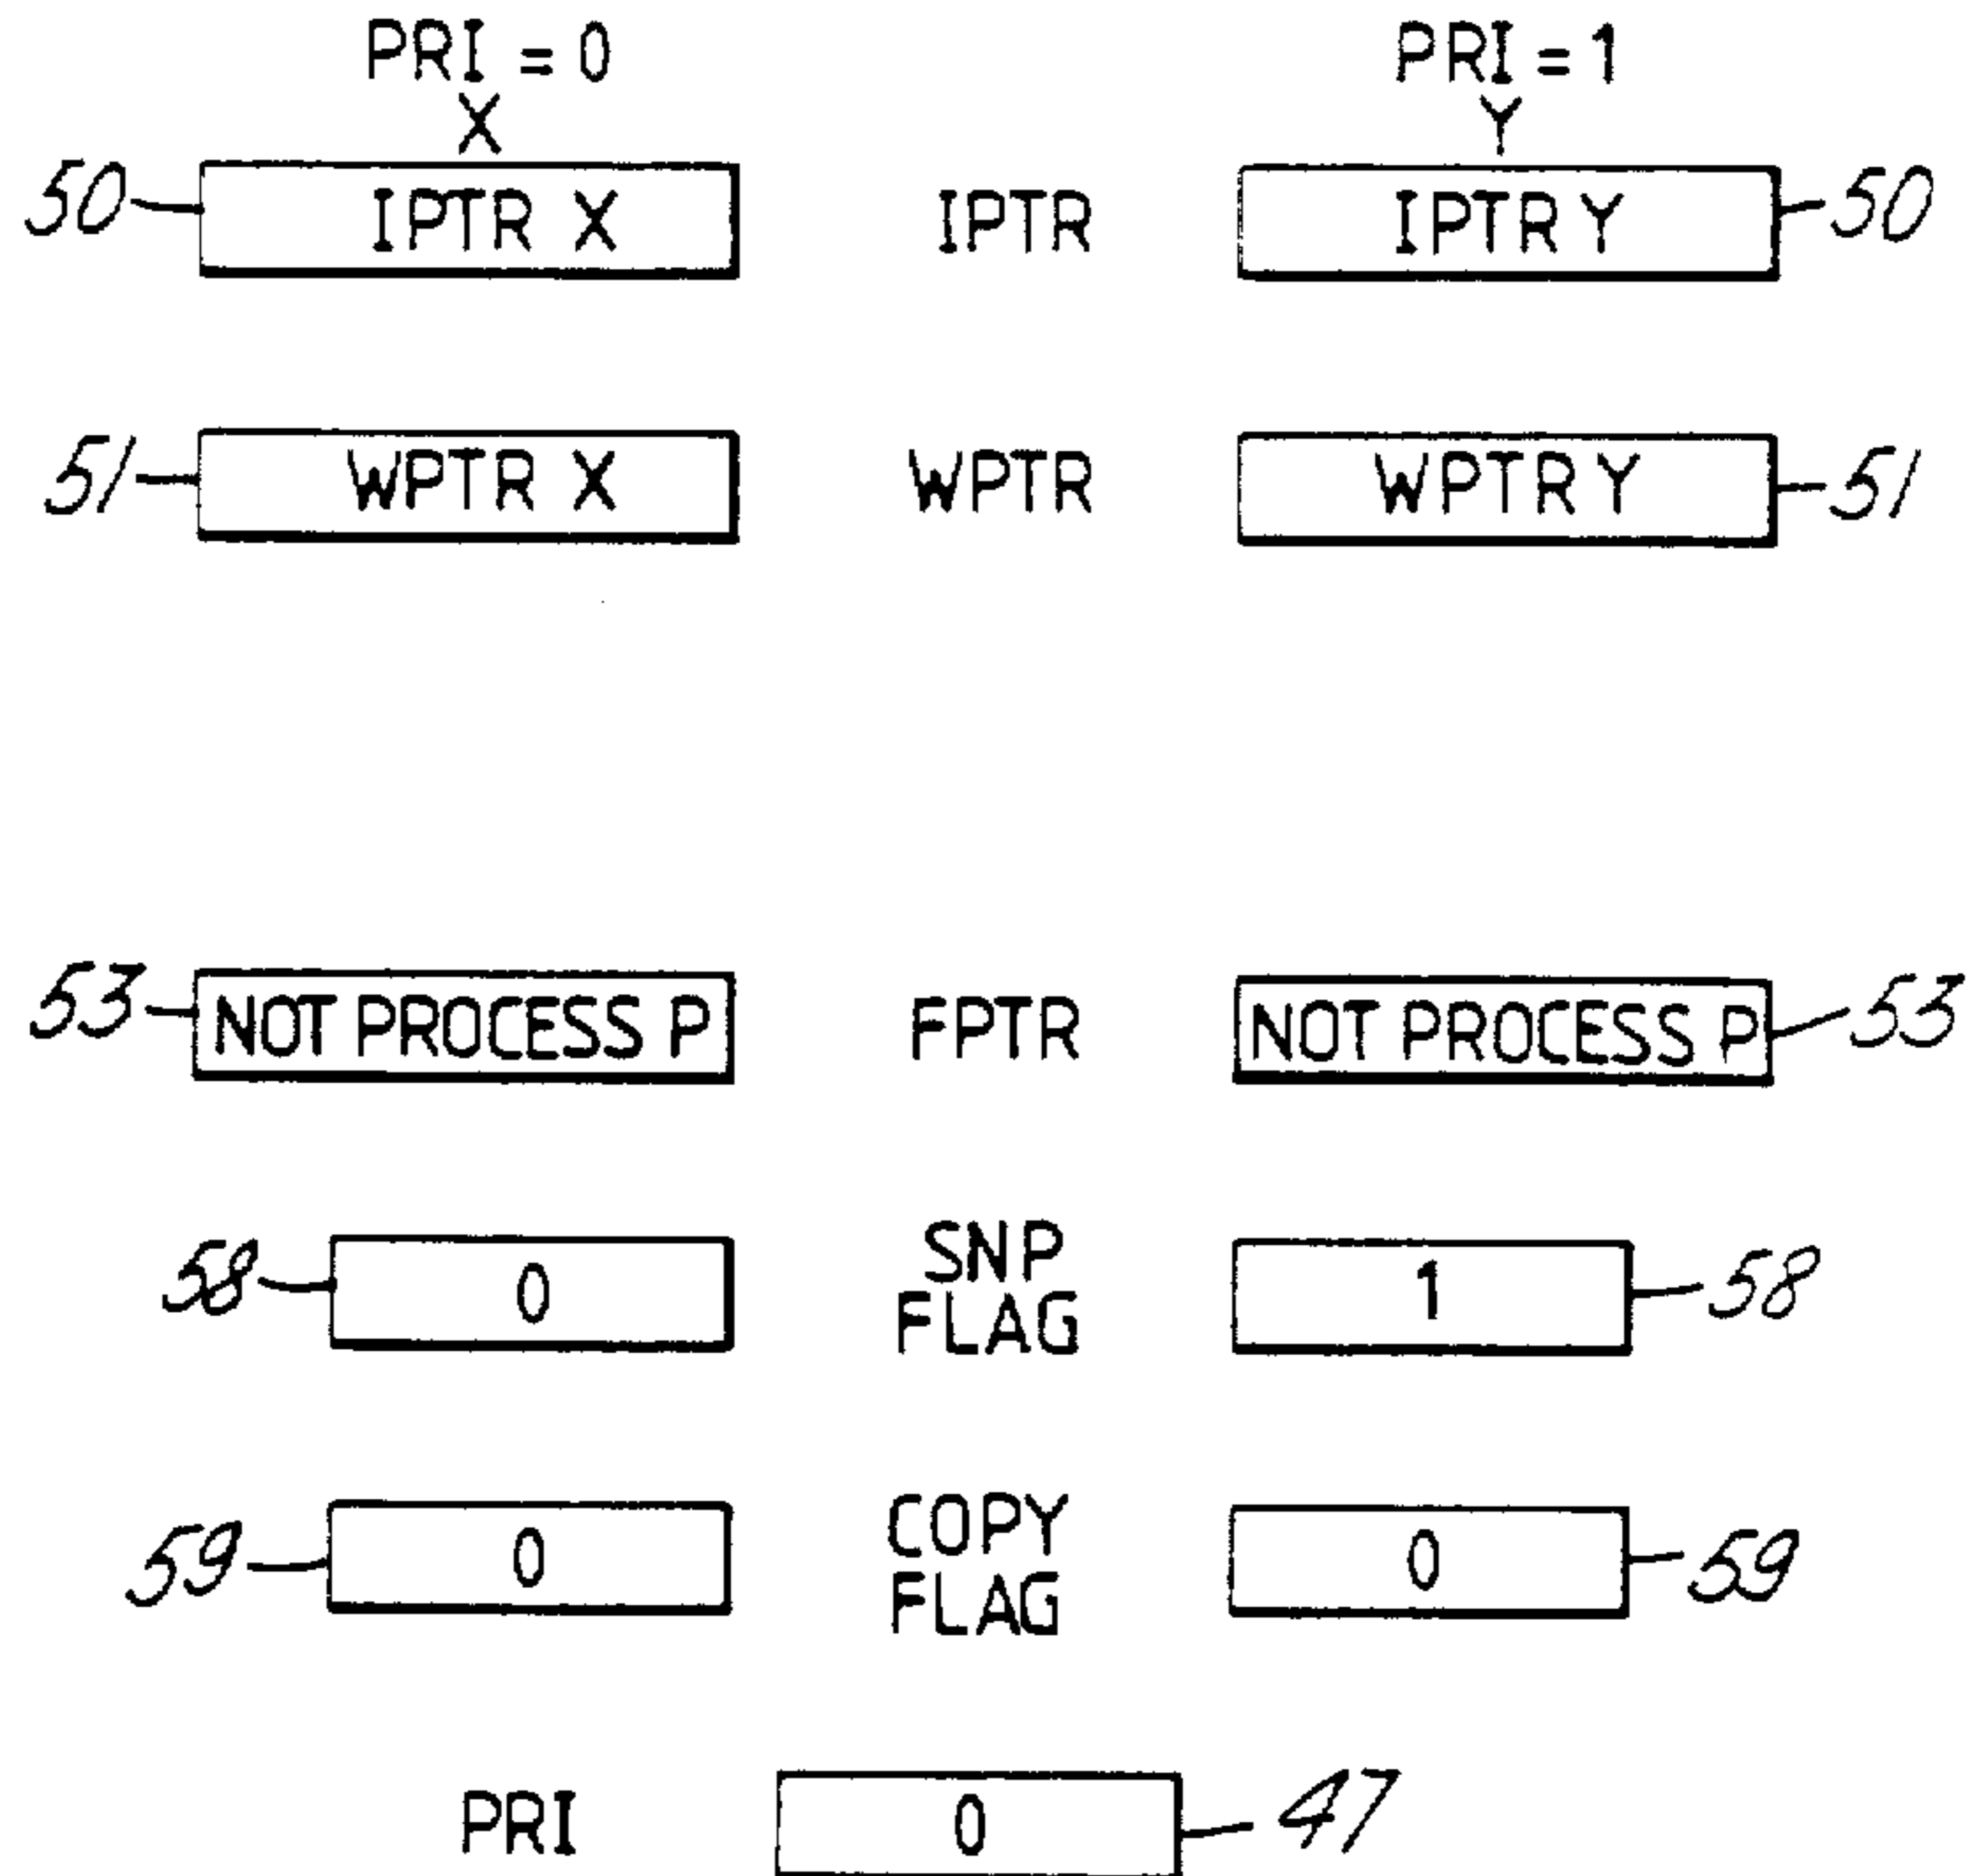 PRI = 0 PRI = 1
X Y
50 IPTR X IPTR IPTR Y 50
51 WPTR X WPTR WPTR Y 51
53 NOT PROCESS P FPTR NOT PROCESS P 53
58 0 SNP FLAG 1 58
59 0 COPY FLAG 0 59
PRI 0 47